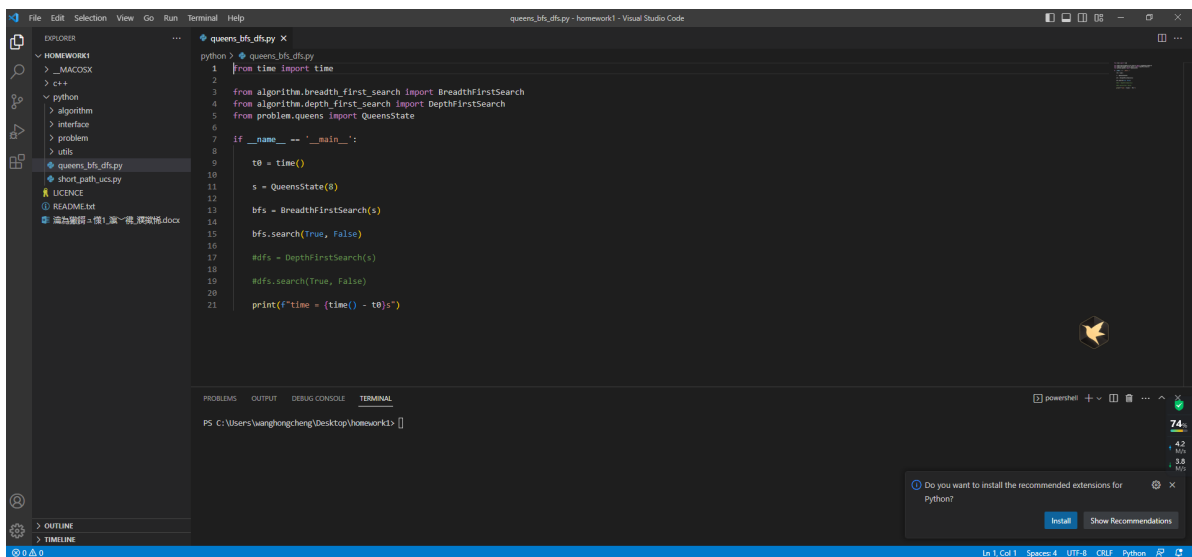 File Edit Selection View Go Run Terminal Help
queens_bfs_dfs.py - homework1 - Visual Studio Code
EXPLORER
HOMEWORK1
__MACOSX
c++
python
algorithm
interface
problem
utils
queens_bfs_dfs.py
short_path_ucs.py
LICENCE
README.txt
OUTLINE
TIMELINE
queens_bfs_dfs.py
python > queens_bfs_dfs.py
1 from time import time
2
3 from algorithm.breadth_first_search import BreadthFirstSearch
4 from algorithm.depth_first_search import DepthFirstSearch
5 from problem.queens import QueensState
6
7 if __name__ == '__main__':
8
9 t0 = time()
10
11 s = QueensState(8)
12
13 bfs = BreadthFirstSearch(s)
14
15 bfs.search(True, False)
16
17 #dfs = DepthFirstSearch(s)
18
19 #dfs.search(True, False)
20
21 print(f"time = {time() - t0}s")
PROBLEMS OUTPUT DEBUG CONSOLE TERMINAL
powershell
PS C:\Users\wanghongcheng\Desktop\homework1>
74%
4.2
M/s
3.8
M/s
Do you want to install the recommended extensions for
Python?
Install Show Recommendations
0 0
Ln 1, Col 1 Spaces: 4 UTF-8 CRLF Python